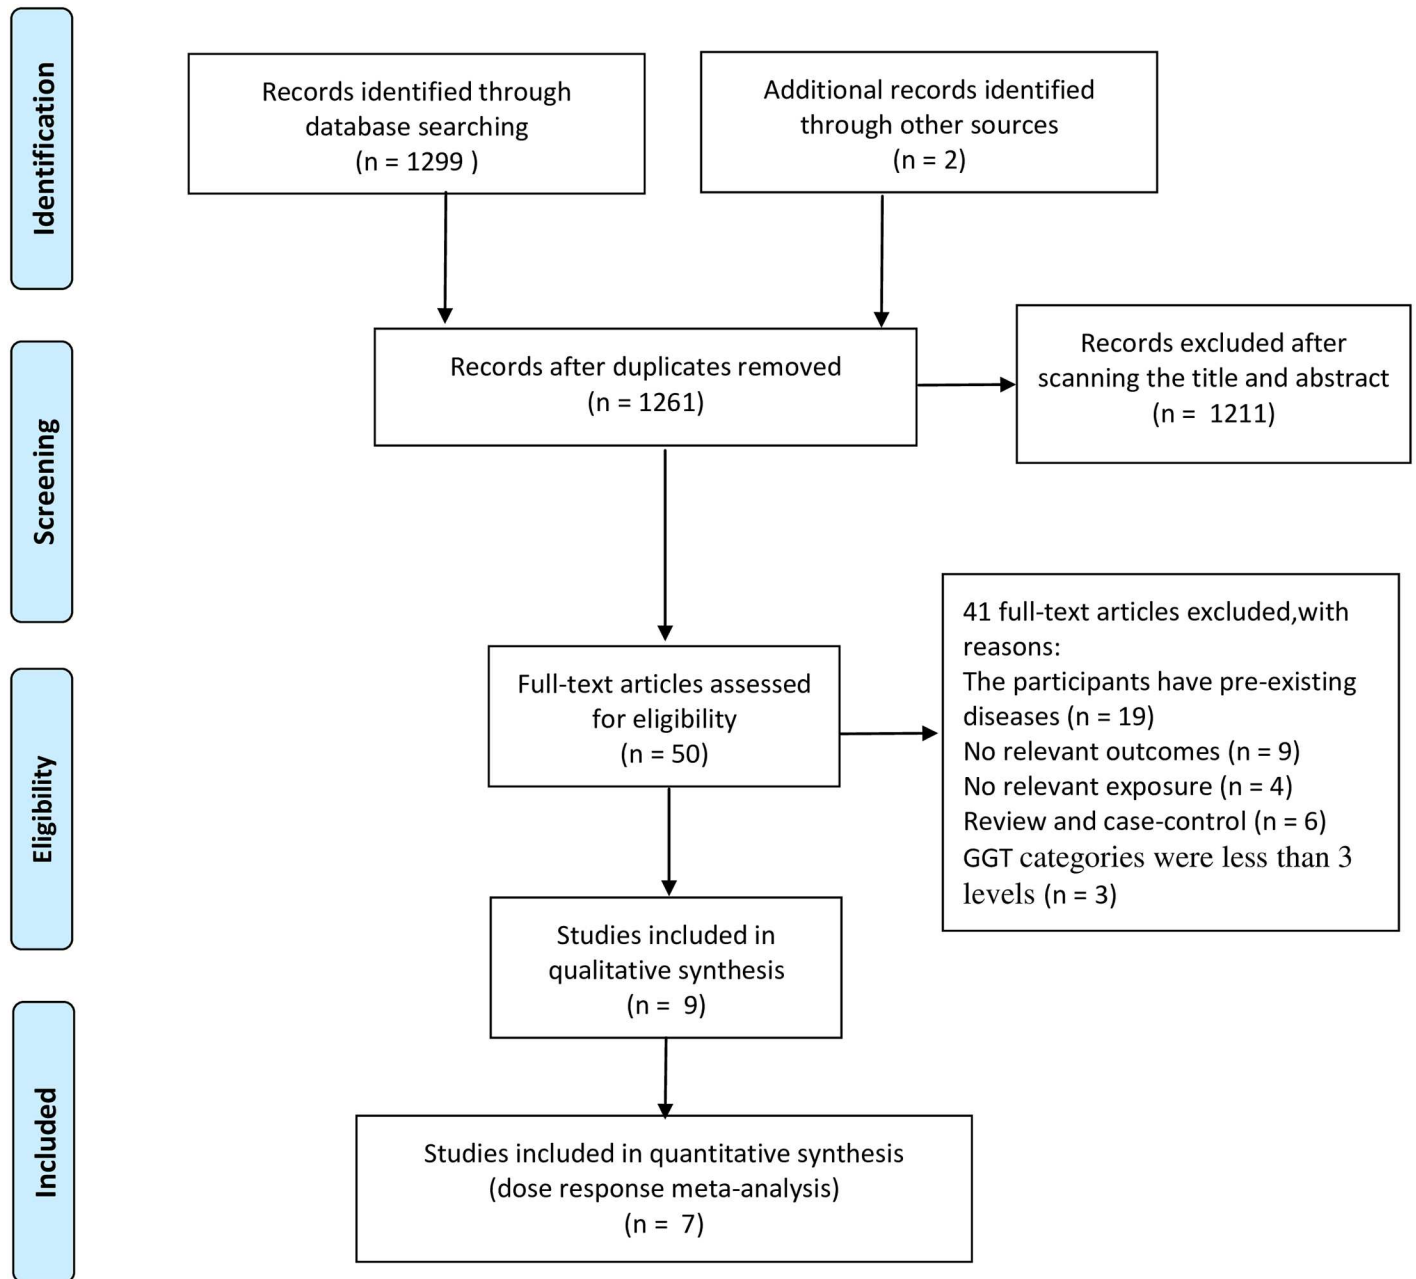 Identification
Records identified through
database searching
(n = 1299 )
Additional records identified
through other sources
(n = 2)
Screening
Records after duplicates removed
(n = 1261)
Records excluded after
scanning the title and abstract
(n =  1211)
Eligibility
Full-text articles assessed
for eligibility
(n = 50)
41 full-text articles excluded,with
reasons:
The participants have pre-existing
diseases (n = 19)
No relevant outcomes (n = 9)
No relevant exposure (n = 4)
Review and case-control (n = 6)
GGT categories were less than 3
levels (n = 3)
Studies included in
qualitative synthesis
(n =  9)
Included
Studies included in quantitative synthesis
(dose response meta-analysis)
(n =  7)